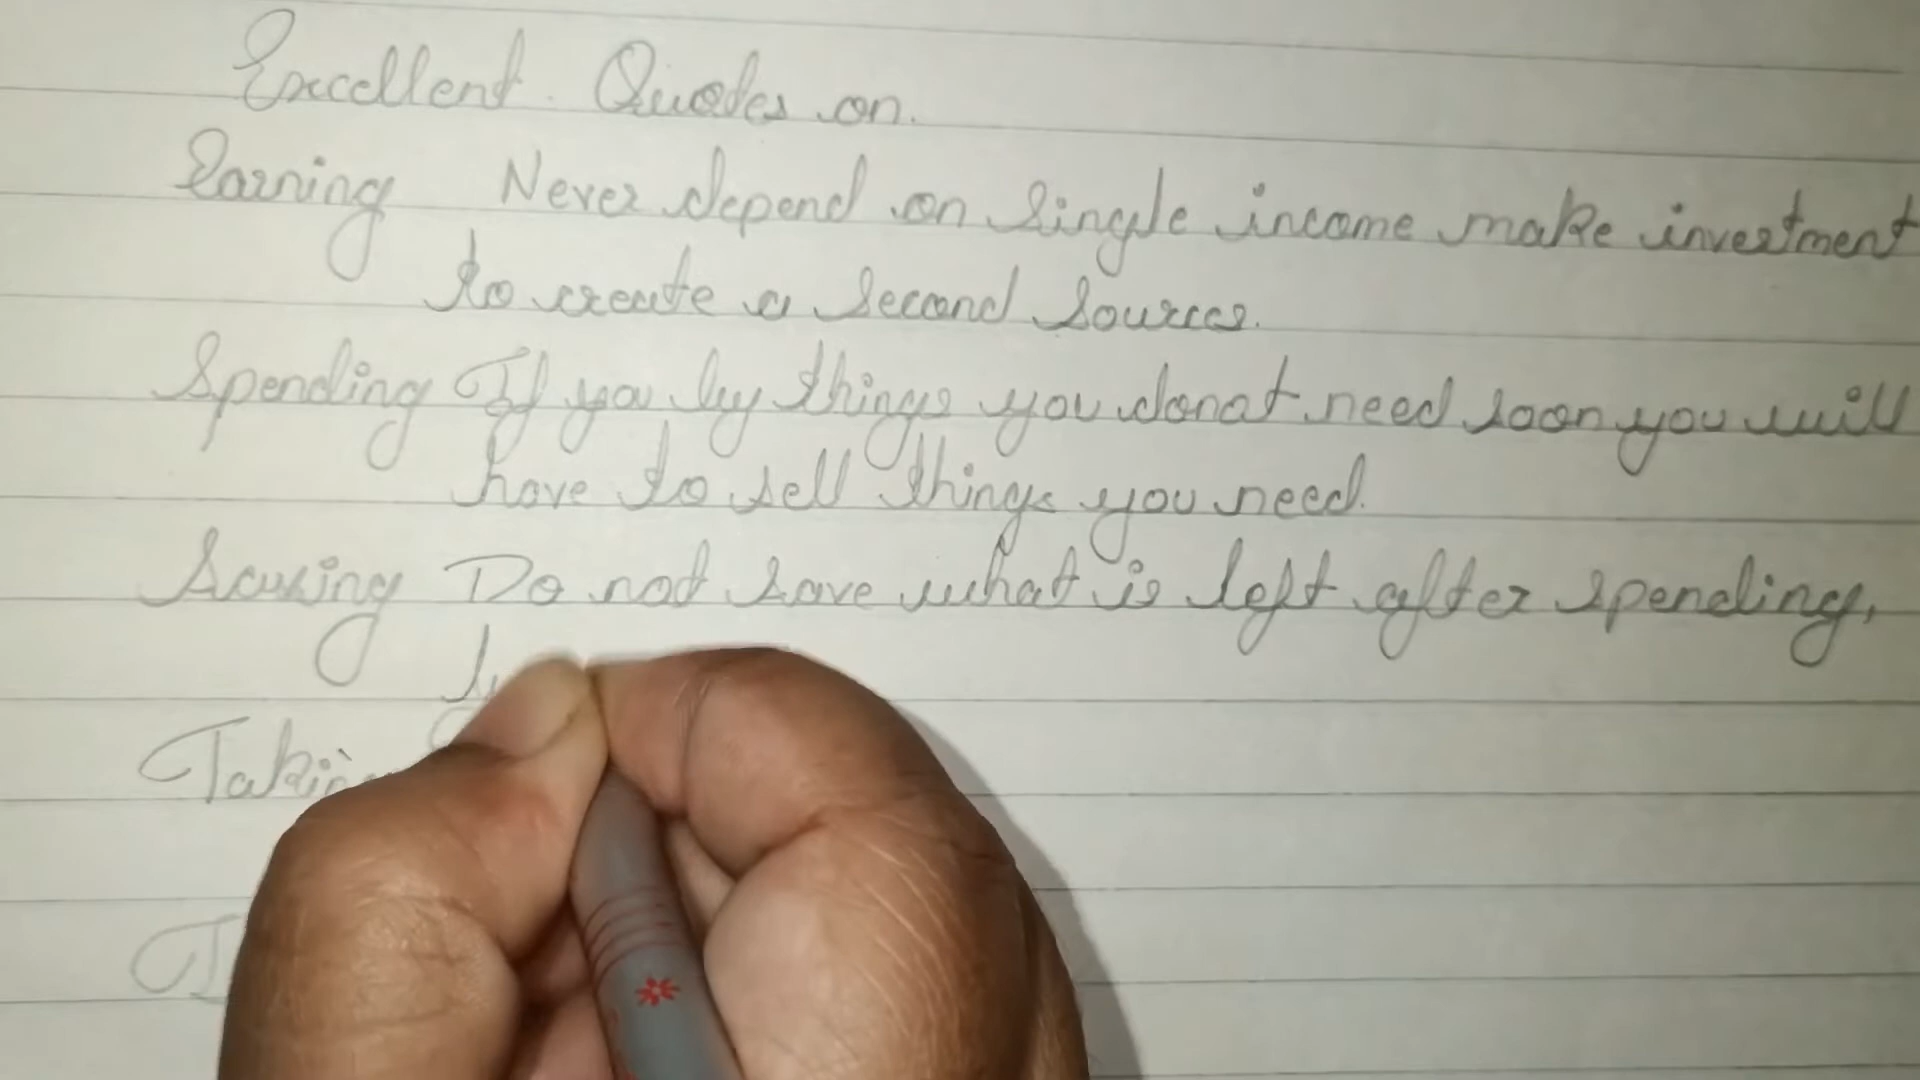 Excellent. Quotes on.
Earning Never depend on Single income make investment
to create a Second Sources.
Spending If you by things you donot need soon you will
have to sell things you need.
Saving Do not save what is left after spending,
Takin